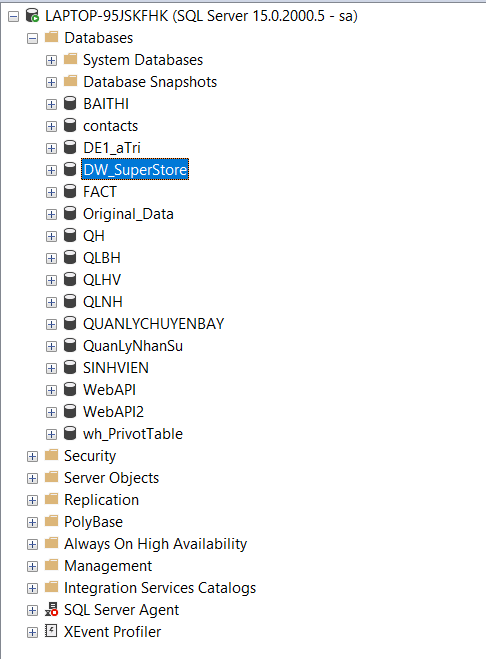 LAPTOP-95JSKFHK (SQL Server 15.0.2000.5 - sa)
Databases
System Databases
Database Snapshots
BAITHI
contacts
DE1_aTri
DW_SuperStore
FACT
Original_Data
QH
QLBH
QLHV
QLNH
QUANLYCHUYENBAY
QuanLyNhanSu
SINHVIEN
WebAPI
WebAPI2
wh_PrivotTable
Security
Server Objects
Replication
PolyBase
Always On High Availability
Management
Integration Services Catalogs
SQL Server Agent
XEvent Profiler